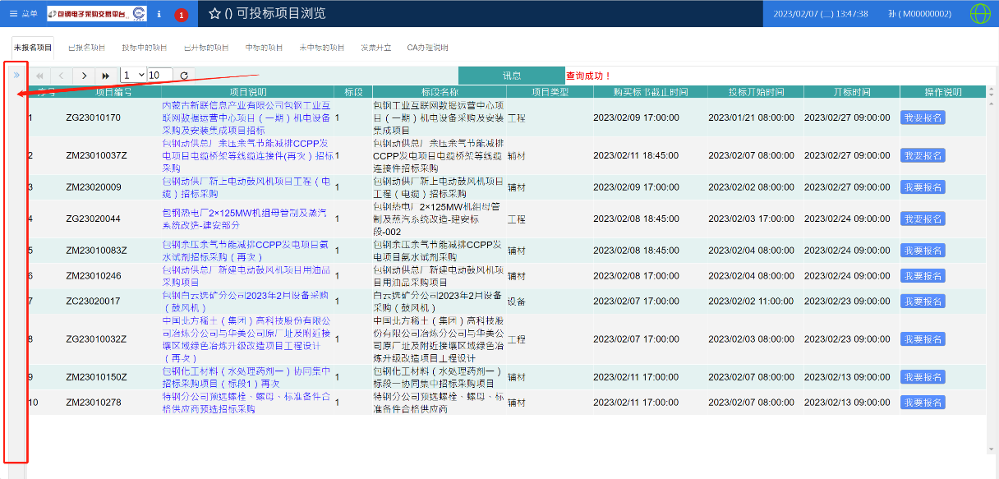 菜单 包钢电子采购交易平台 i 1 () 可投标项目浏览 2023/02/07 (二) 13:47:38 孙 ( M00000002)
未报名项目 已报名项目 投标中的项目 已开标的项目 中标的项目 未中标的项目 发票开立 CA办理说明
1 10 讯息 查询成功！
序号 项目编号 项目说明 标段 标段名称 项目类型 购买标书截止时间 投标开始时间 开标时间 操作说明
1 ZG23010170 内蒙古新联信息产业有限公司包钢工业互
联网数据运营中心项目（一期）机电设备
采购及安装集成项目招标 1 包钢工业互联网数据运营中心项
目（一期）机电设备采购及安装
集成项目 工程 2023/02/09 17:00:00 2023/01/21 08:00:00 2023/02/27 09:00:00 我要报名
2 ZM23010037Z 包钢动供总厂余压余气节能减排CCPP发
电项目电缆桥架等线缆连接件(再次）招标
采购 1 包钢动供总厂余压余气节能减排
CCPP发电项目电缆桥架等线缆
连接件招标采购 辅材 2023/02/11 18:45:00 2023/02/07 08:00:00 2023/02/27 09:00:00 我要报名
3 ZM23020009 包钢动供厂新上电动鼓风机项目工程（电
缆）招标采购 1 包钢动供厂新上电动鼓风机项目
工程（电缆）招标采购 辅材 2023/02/09 17:00:00 2023/02/02 08:00:00 2023/02/27 09:00:00 我要报名
4 ZG23020044 包钢热电厂2×125MW机组母管制及蒸汽
系统改造-建安部分 1 包钢热电厂2×125MW机组母管
制及蒸汽系统改造-建安标
段-002 工程 2023/02/08 18:45:00 2023/02/03 17:00:00 2023/02/24 09:00:00 我要报名
5 ZM23010083Z 包钢余压余气节能减排CCPP发电项目氨
水试剂招标采购（再次） 1 包钢余压余气节能减排CCPP发
电项目氨水试剂采购 辅材 2023/02/08 18:45:00 2023/02/04 08:00:00 2023/02/24 09:00:00 我要报名
6 ZM23010246 包钢动供总厂新建电动鼓风机项目用油品
采购项目 1 包钢动供总厂新建电动鼓风机项
目用油品采购项目 辅材 2023/02/08 17:00:00 2023/02/04 08:00:00 2023/02/24 09:00:00 我要报名
7 ZC23020017 包钢白云选矿分公司2023年2月设备采购
（鼓风机） 1 白云选矿分公司2023年2月设备
采购（鼓风机） 设备 2023/02/07 17:00:00 2023/02/02 11:00:00 2023/02/23 09:00:00 我要报名
8 ZG23010032Z 中国北方稀土（集团）高科技股份有限公
司冶炼分公司与华美公司原厂址及附近接
壤区域绿色冶炼升级改造项目工程设计
（再次） 1 中国北方稀土（集团）高科技股
份有限公司冶炼分公司与华美公
司原厂址及附近接壤区域绿色冶
炼升级改造项目工程设计 工程 2023/02/07 17:00:00 2023/02/03 08:00:00 2023/02/23 09:00:00 我要报名
9 ZM23010150Z 包钢化工材料（水处理药剂一）协同集中
招标采购项目（标段1）再次 1 包钢化工材料（水处理药剂一）
标段一协同集中招标采购项目 辅材 2023/02/11 17:00:00 2023/02/07 08:00:00 2023/02/13 09:00:00 我要报名
10 ZM23010278 特钢分公司预选螺栓、螺母、标准备件合
格供应商预选招标采购 1 特钢分公司预选螺栓、螺母、标
准备件合格供应商 辅材 2023/02/11 17:00:00 2023/02/07 08:00:00 2023/02/13 09:00:00 我要报名